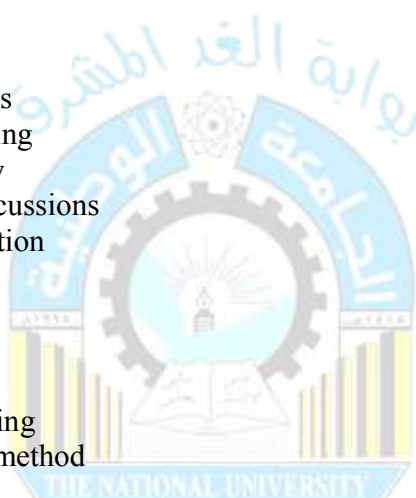 بوابة الغد المشرق
s
ing
الجامعة الوطنية
y
cussions
tion
ing
method
THE NATIONAL UNIVERSITY